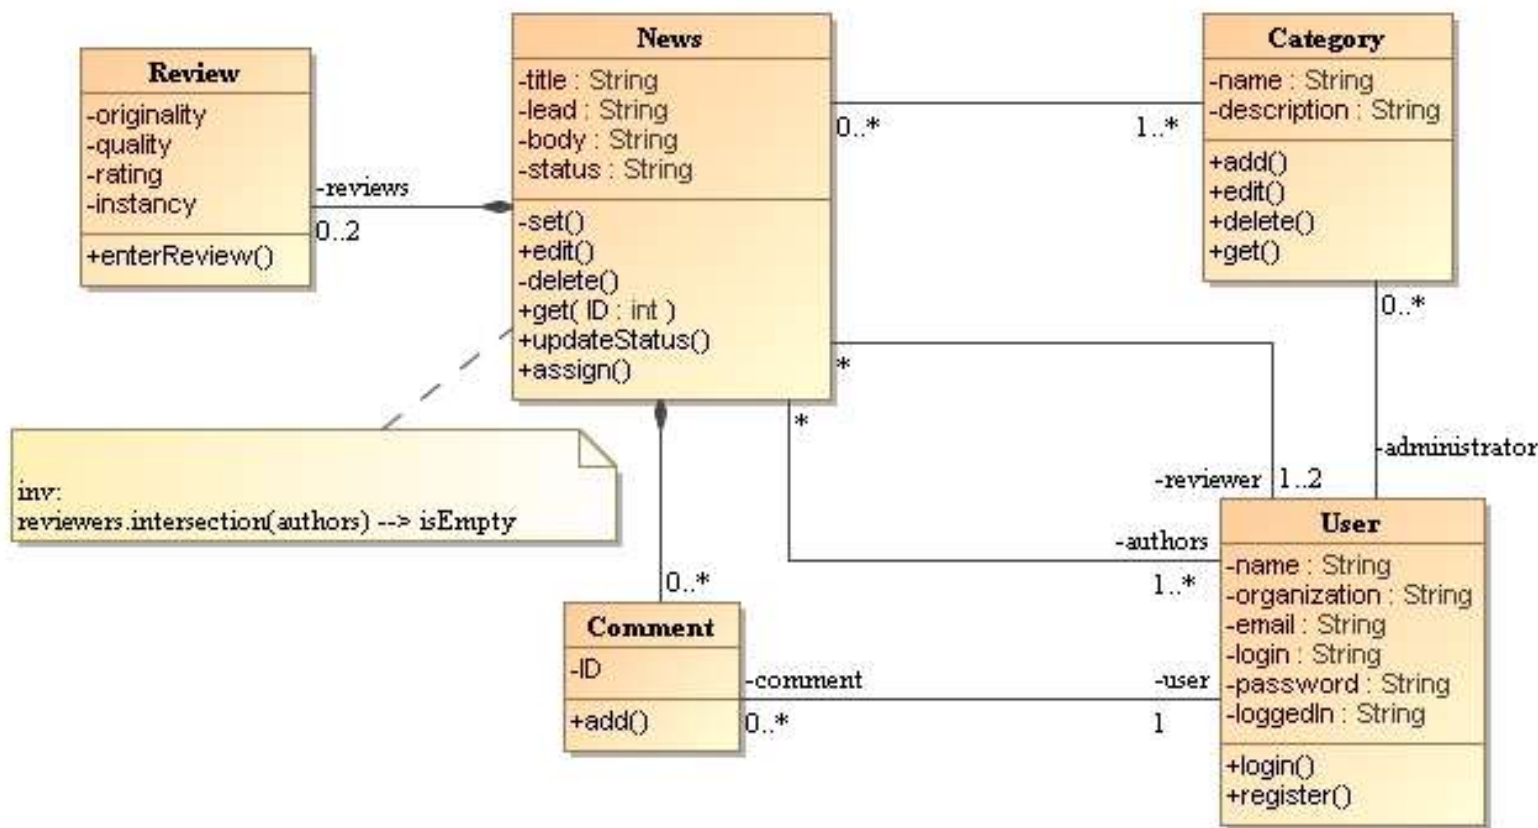 Review
-originality
-quality
-rating
-instancy
+enterReview()
-reviews
0..2
News
-title : String
-lead : String
-body : String
-status : String
-set()
+edit()
-delete()
+get( ID : int )
+updateStatus()
+assign()
0..*
1..*
Category
-name : String
-description : String
+add()
+edit()
+delete()
+get()
0..*
-administrator
*
-reviewer
1..2
*
-authors
1..*
inv:
reviewers.intersection(authors) --> isEmpty
0..*
Comment
-ID
+add()
-comment
0..*
-user
1
User
-name : String
-organization : String
-email : String
-login : String
-password : String
-loggedIn : String
+login()
+register()